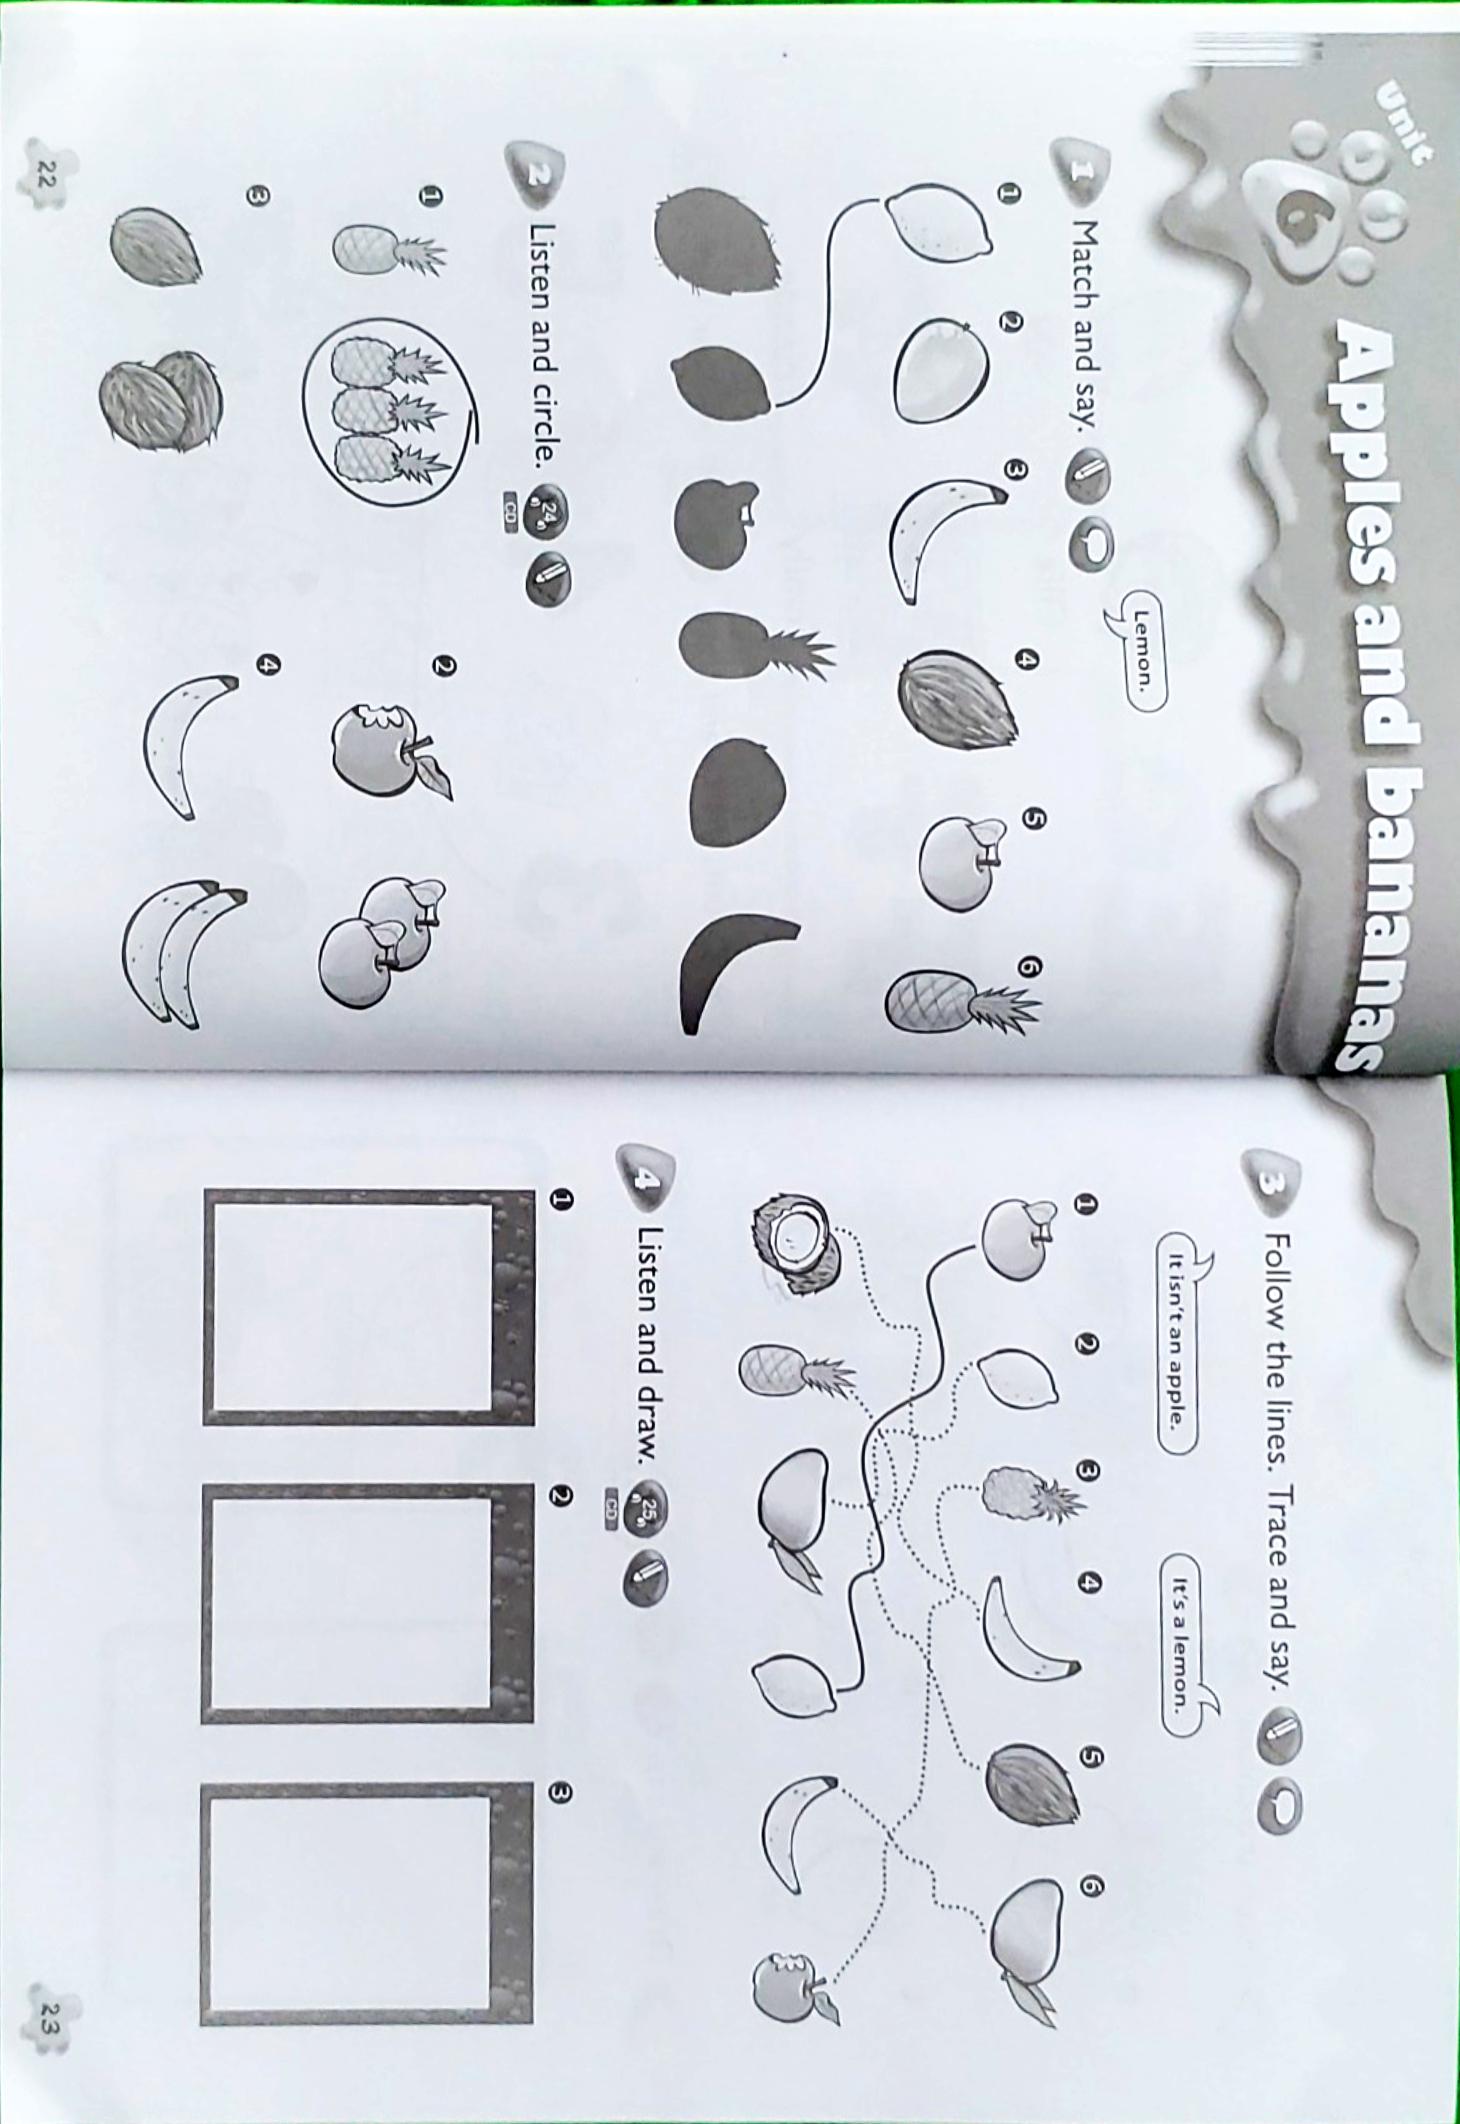 Unit
6
Apples and bananas
1 Match and say.
Lemon.
1 2 3 4 5 6
2 Listen and circle. 24
CD
1 2
3 4
22
3 Follow the lines. Trace and say.
It isn't an apple. It's a lemon.
1 2 3 4 5 6
4 Listen and draw. 25
CD
1 2 3
23